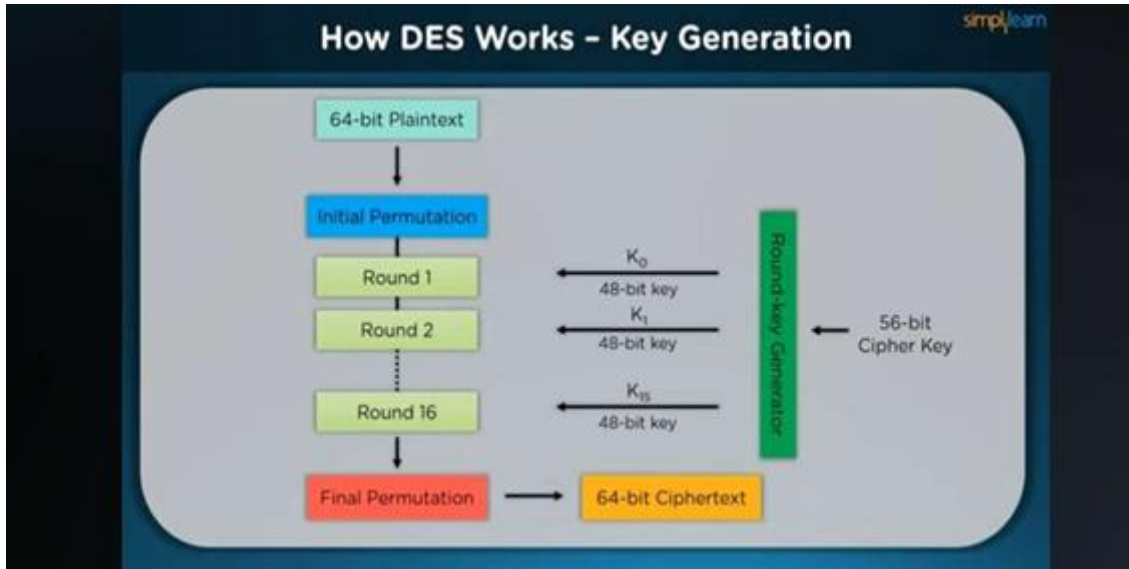 simplilearn
How DES Works – Key Generation
64-bit Plaintext
Initial Permutation
Round 1
Round 2
Round 16
Final Permutation
64-bit Ciphertext
K₀
48-bit key
K₁
48-bit key
K₁₅
48-bit key
Round-key Generator
56-bit
Cipher Key